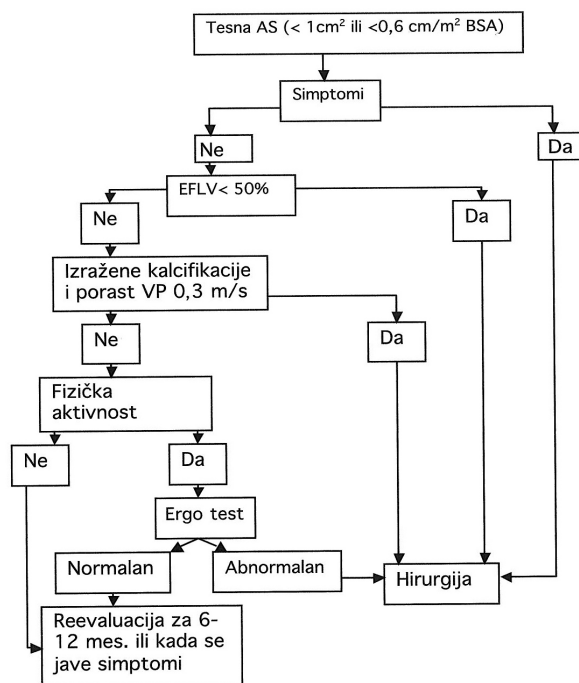 Tesna AS (< 1cm² ili <0,6 cm/m² BSA)
Simptomi
Ne
Da
EFLV< 50%
Ne
Da
Izražene kalcifikacije
i porast VP 0,3 m/s
Ne
Da
Fizička
aktivnost
Ne
Da
Ergo test
Normalan
Abnormalan
Hirurgija
Reevaluacija za 6-
12 mes. ili kada se
jave simptomi